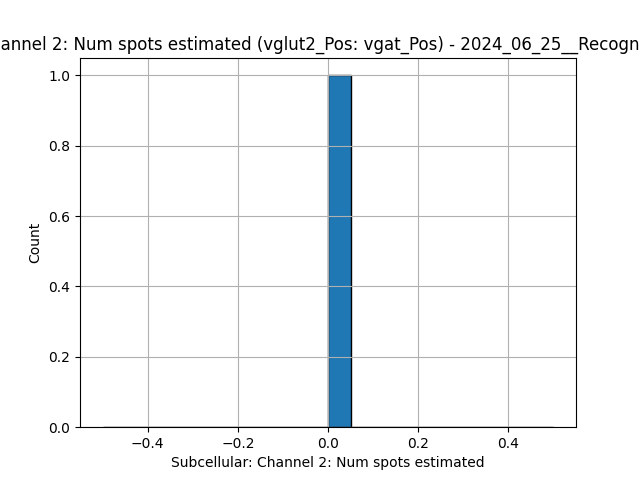 annel 2: Num spots estimated (vglut2_Pos: vgat_Pos) - 2024_06_25__Recogn
1.0
0.8
0.6
0.4
0.2
0.0
Count
−0.4 −0.2 0.0 0.2 0.4
Subcellular: Channel 2: Num spots estimated